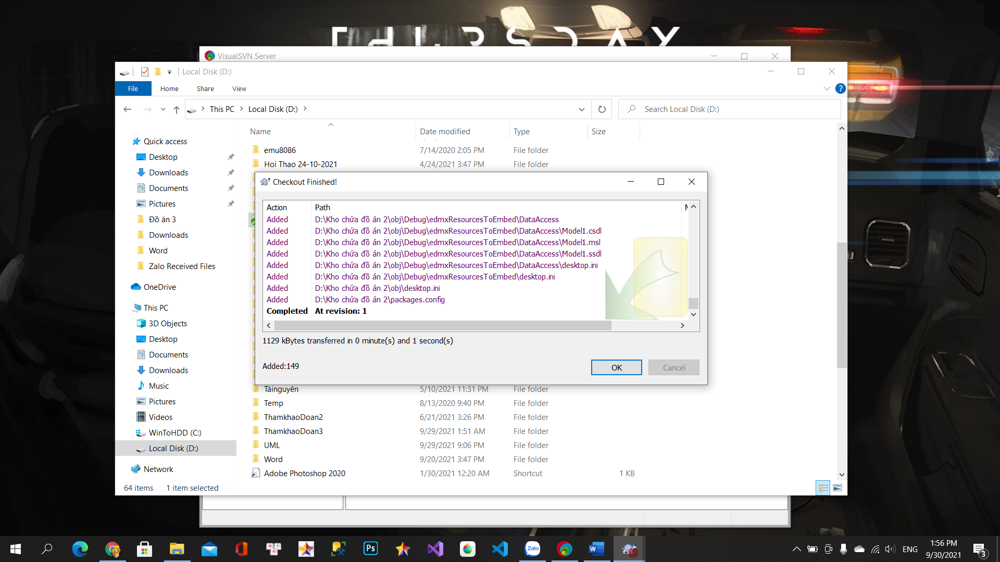 THURSDAY
VisualSVN Server
Local Disk (D:)
File Home Share View
This PC Local Disk (D:)
Search Local Disk (D:)
Name Date modified Type Size
Quick access
Desktop
Downloads
Documents
Pictures
Đồ án 3
Downloads
Word
Zalo Received Files
OneDrive
This PC
3D Objects
Desktop
Documents
Downloads
Music
Pictures
Videos
WinToHDD (C:)
Local Disk (D:)
Network
emu8086 7/14/2020 2:05 PM File folder
Hoi Thao 24-10-2021 4/24/2021 3:47 PM File folder
Checkout Finished!
Action Path
Added D:\Kho chứa đồ án 2\obj\Debug\edmxResourcesToEmbed\DataAccess
Added D:\Kho chứa đồ án 2\obj\Debug\edmxResourcesToEmbed\DataAccess\Model1.csdl
Added D:\Kho chứa đồ án 2\obj\Debug\edmxResourcesToEmbed\DataAccess\Model1.msl
Added D:\Kho chứa đồ án 2\obj\Debug\edmxResourcesToEmbed\DataAccess\Model1.ssdl
Added D:\Kho chứa đồ án 2\obj\Debug\edmxResourcesToEmbed\DataAccess\desktop.ini
Added D:\Kho chứa đồ án 2\obj\Debug\edmxResourcesToEmbed\desktop.ini
Added D:\Kho chứa đồ án 2\obj\desktop.ini
Added D:\Kho chứa đồ án 2\packages.config
Completed At revision: 1
1129 kBytes transferred in 0 minute(s) and 1 second(s)
Added:149
OK Cancel
Tàinguyên 5/10/2021 11:31 PM File folder
Temp 8/13/2020 9:40 PM File folder
ThamkhaoDoan2 6/21/2021 3:26 PM File folder
ThamkhaoDoan3 9/29/2021 1:51 AM File folder
UML 9/29/2021 9:06 PM File folder
Word 9/20/2021 3:47 PM File folder
Adobe Photoshop 2020 1/30/2021 12:20 AM Shortcut 1 KB
64 items 1 item selected
Ps
Zalo
ENG
1:56 PM
9/30/2021
3